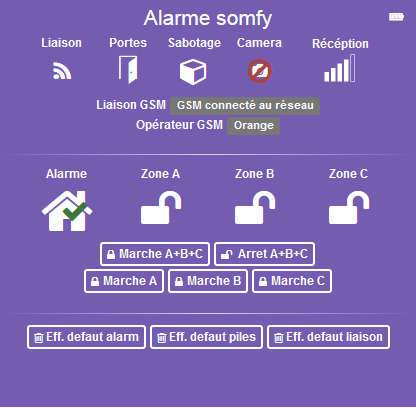 Alarme somfy
Liaison Portes Sabotage Camera Récéption
Liaison GSM GSM connecté au réseau
Opérateur GSM Orange
Alarme Zone A Zone B Zone C
Marche A+B+C Arret A+B+C
Marche A Marche B Marche C
Eff. defaut alarm Eff. defaut piles Eff. defaut liaison